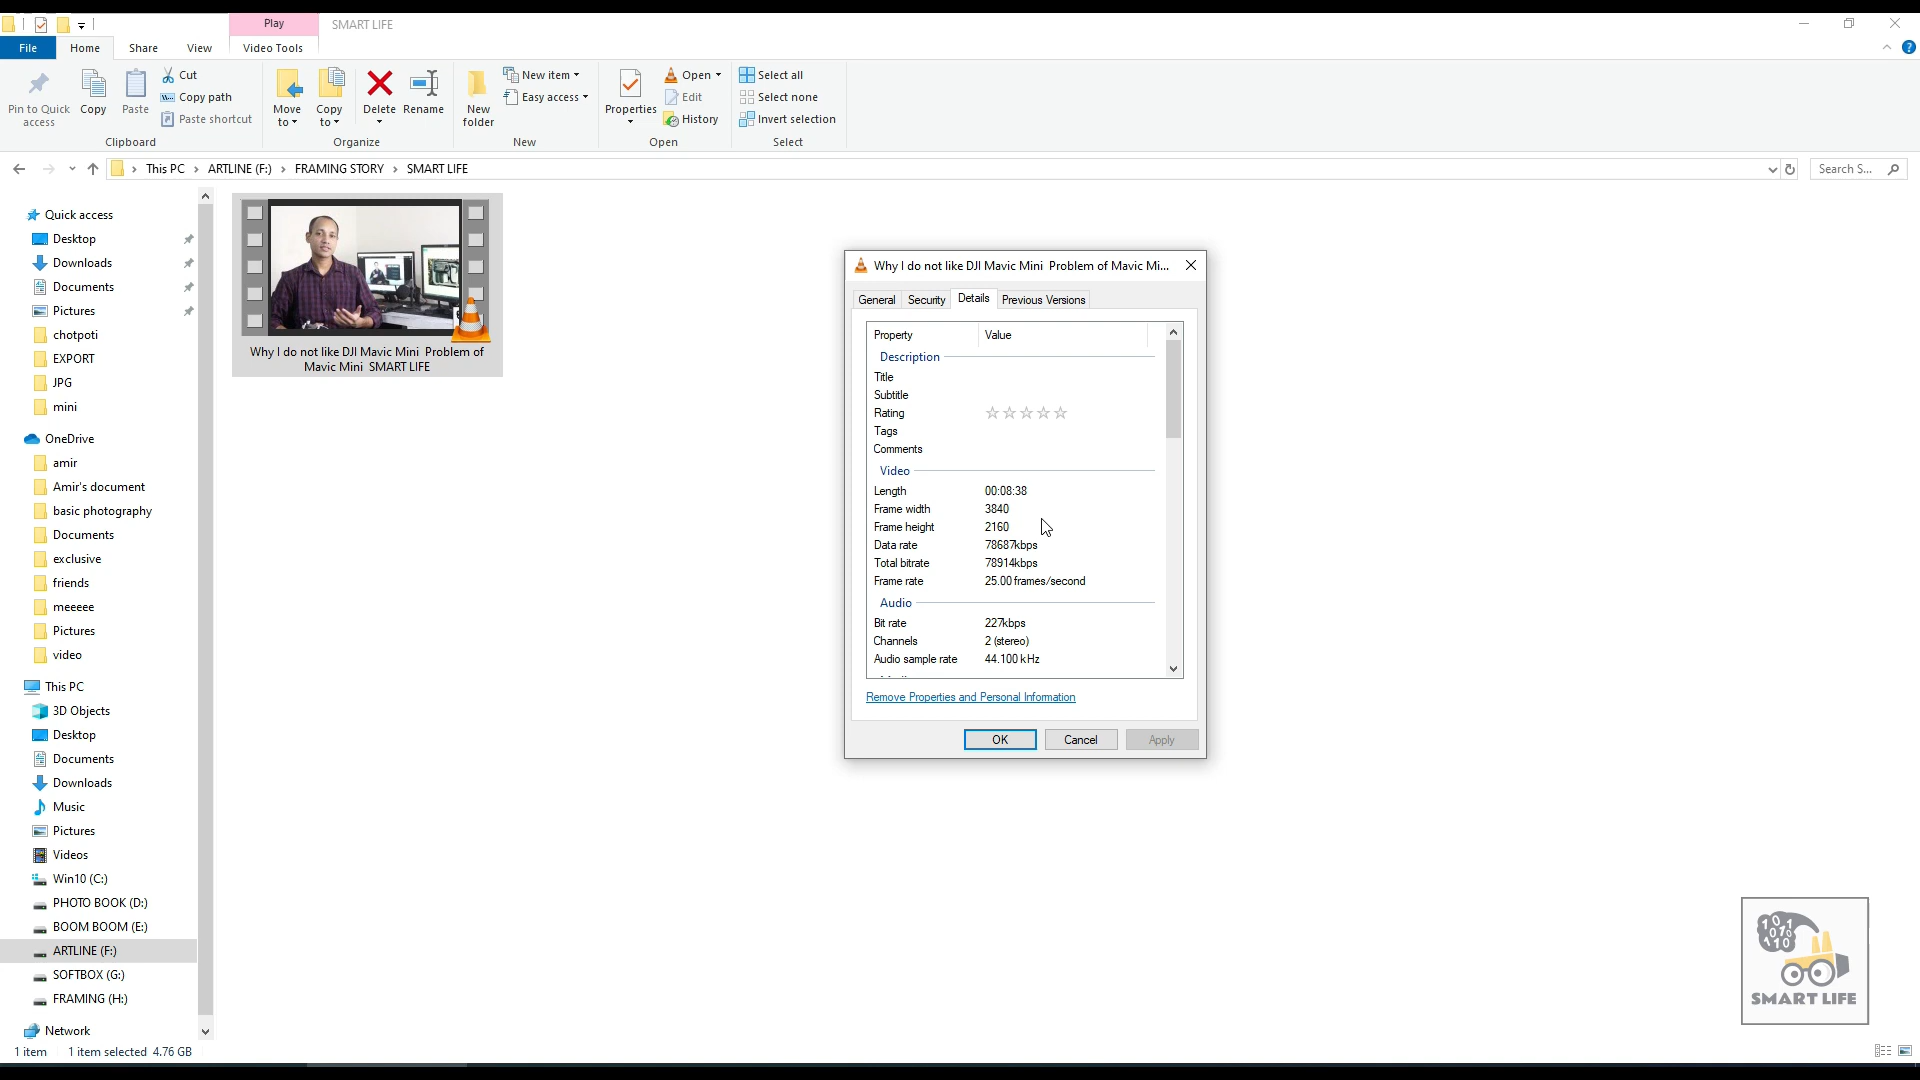 Play
SMART LIFE
File
Home
Share
View
Video Tools
Pin to Quick access
Copy
Paste
Cut
Copy path
Paste shortcut
Clipboard
Move to
Copy to
Delete
Rename
Organize
New folder
New item
Easy access
New
Properties
Open
Edit
History
Open
Select all
Select none
Invert selection
Select
This PC > ARTLINE (F:) > FRAMING STORY > SMART LIFE
Search S...
Quick access
Desktop
Downloads
Documents
Pictures
chotpoti
EXPORT
JPG
mini
OneDrive
amir
Amir's document
basic photography
Documents
exclusive
friends
meeeee
Pictures
video
This PC
3D Objects
Desktop
Documents
Downloads
Music
Pictures
Videos
Win10 (C:)
PHOTO BOOK (D:)
BOOM BOOM (E:)
ARTLINE (F:)
SOFTBOX (G:)
FRAMING (H:)
Network
1 item 1 item selected 4.76 GB
Why I do not like DJI Mavic Mini Problem of
Mavic Mini SMART LIFE
Why I do not like DJI Mavic Mini Problem of Mavic Mi...
General Security Details Previous Versions
Property Value
Description
Title
Subtitle
Rating
Tags
Comments
Video
Length 00:08:38
Frame width 3840
Frame height 2160
Data rate 78687kbps
Total bitrate 78914kbps
Frame rate 25.00 frames/second
Audio
Bit rate 227kbps
Channels 2 (stereo)
Audio sample rate 44.100 kHz
Remove Properties and Personal Information
OK Cancel Apply
101 1
1010
110
SMART LIFE